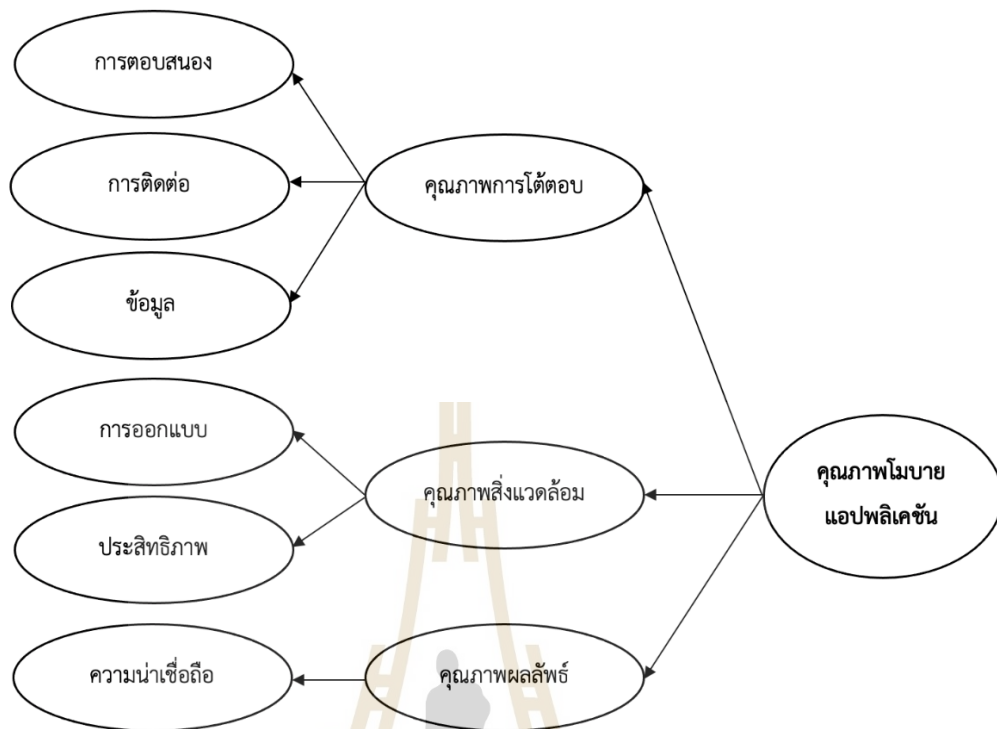 การตอบสนอง
การติดต่อ
คุณภาพการโต้ตอบ
ข้อมูล
การออกแบบ
คุณภาพสิ่งแวดล้อม
คุณภาพโมบาย
แอปพลิเคชัน
ประสิทธิภาพ
ความน่าเชื่อถือ
คุณภาพผลลัพธ์